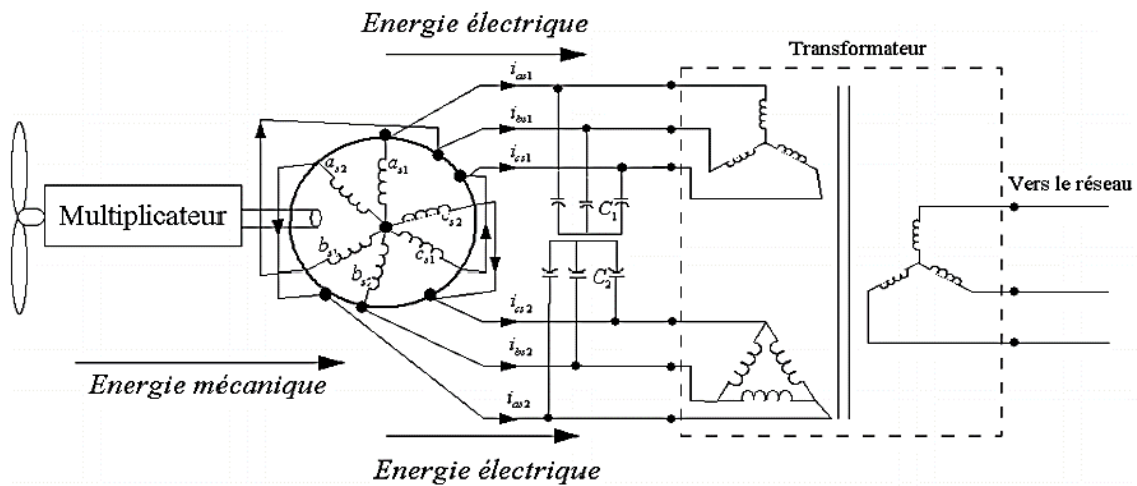 Energie électrique
Transformateur
i_as1
i_bs1
i_cs1
a_s2
a_s1
Multiplicateur
Vers le réseau
c_s2
C_1
b_s1
c_s1
b_s2
C_2
i_cs2
i_bs2
Energie mécanique
i_as2
Energie électrique